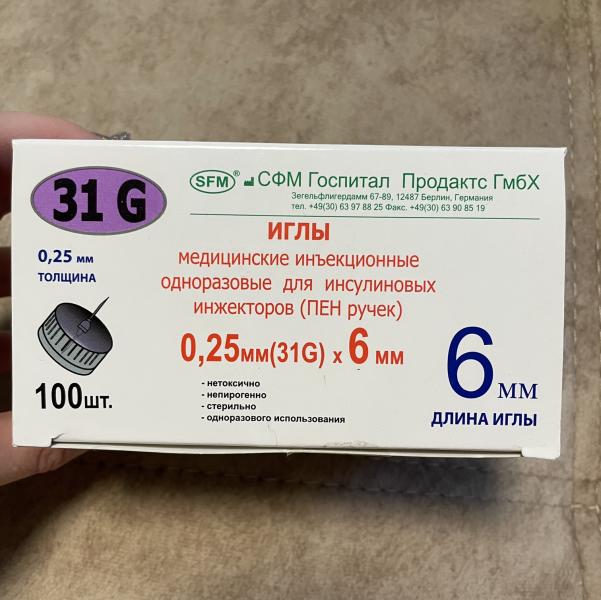 31 G
SFM® СФМ Госпитал Продактс ГмбХ
Зегельфлигердамм 67-89, 12487 Берлин, Германия
тел. +49(30) 63 97 88 25 Факс. +49(30) 63 90 85 19
0,25 мм
ТОЛЩИНА
100шт.
ИГЛЫ
медицинские инъекционные
одноразовые для инсулиновых
инжекторов (ПЕН ручек)
0,25мм(31G) x 6 мм
- нетоксично
- непирогенно
- стерильно
- одноразового использования
6 мм
ДЛИНА ИГЛЫ